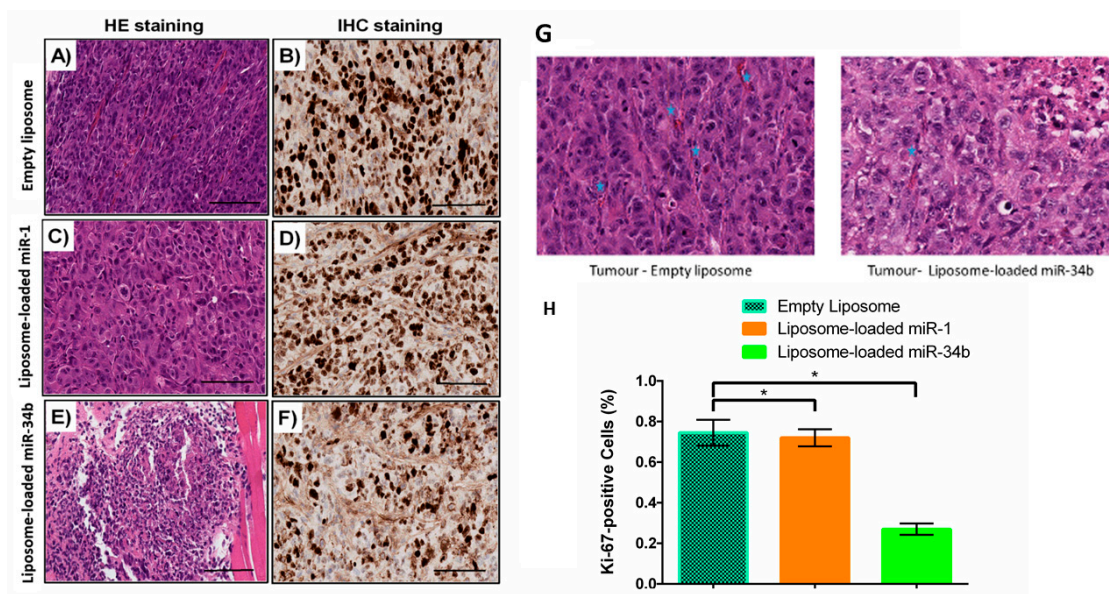 HE staining
IHC staining
Empty liposome
A)
B)
Liposome-loaded miR-1
C)
D)
Liposome-loaded miR-34b
E)
F)
G
*
*
*
*
*
Tumour - Empty liposome
Tumour- Liposome-loaded miR-34b
H
Empty Liposome
Liposome-loaded miR-1
Liposome-loaded miR-34b
Ki-67-positive Cells (%)
1.0
0.8
0.6
0.4
0.2
0.0
*
*